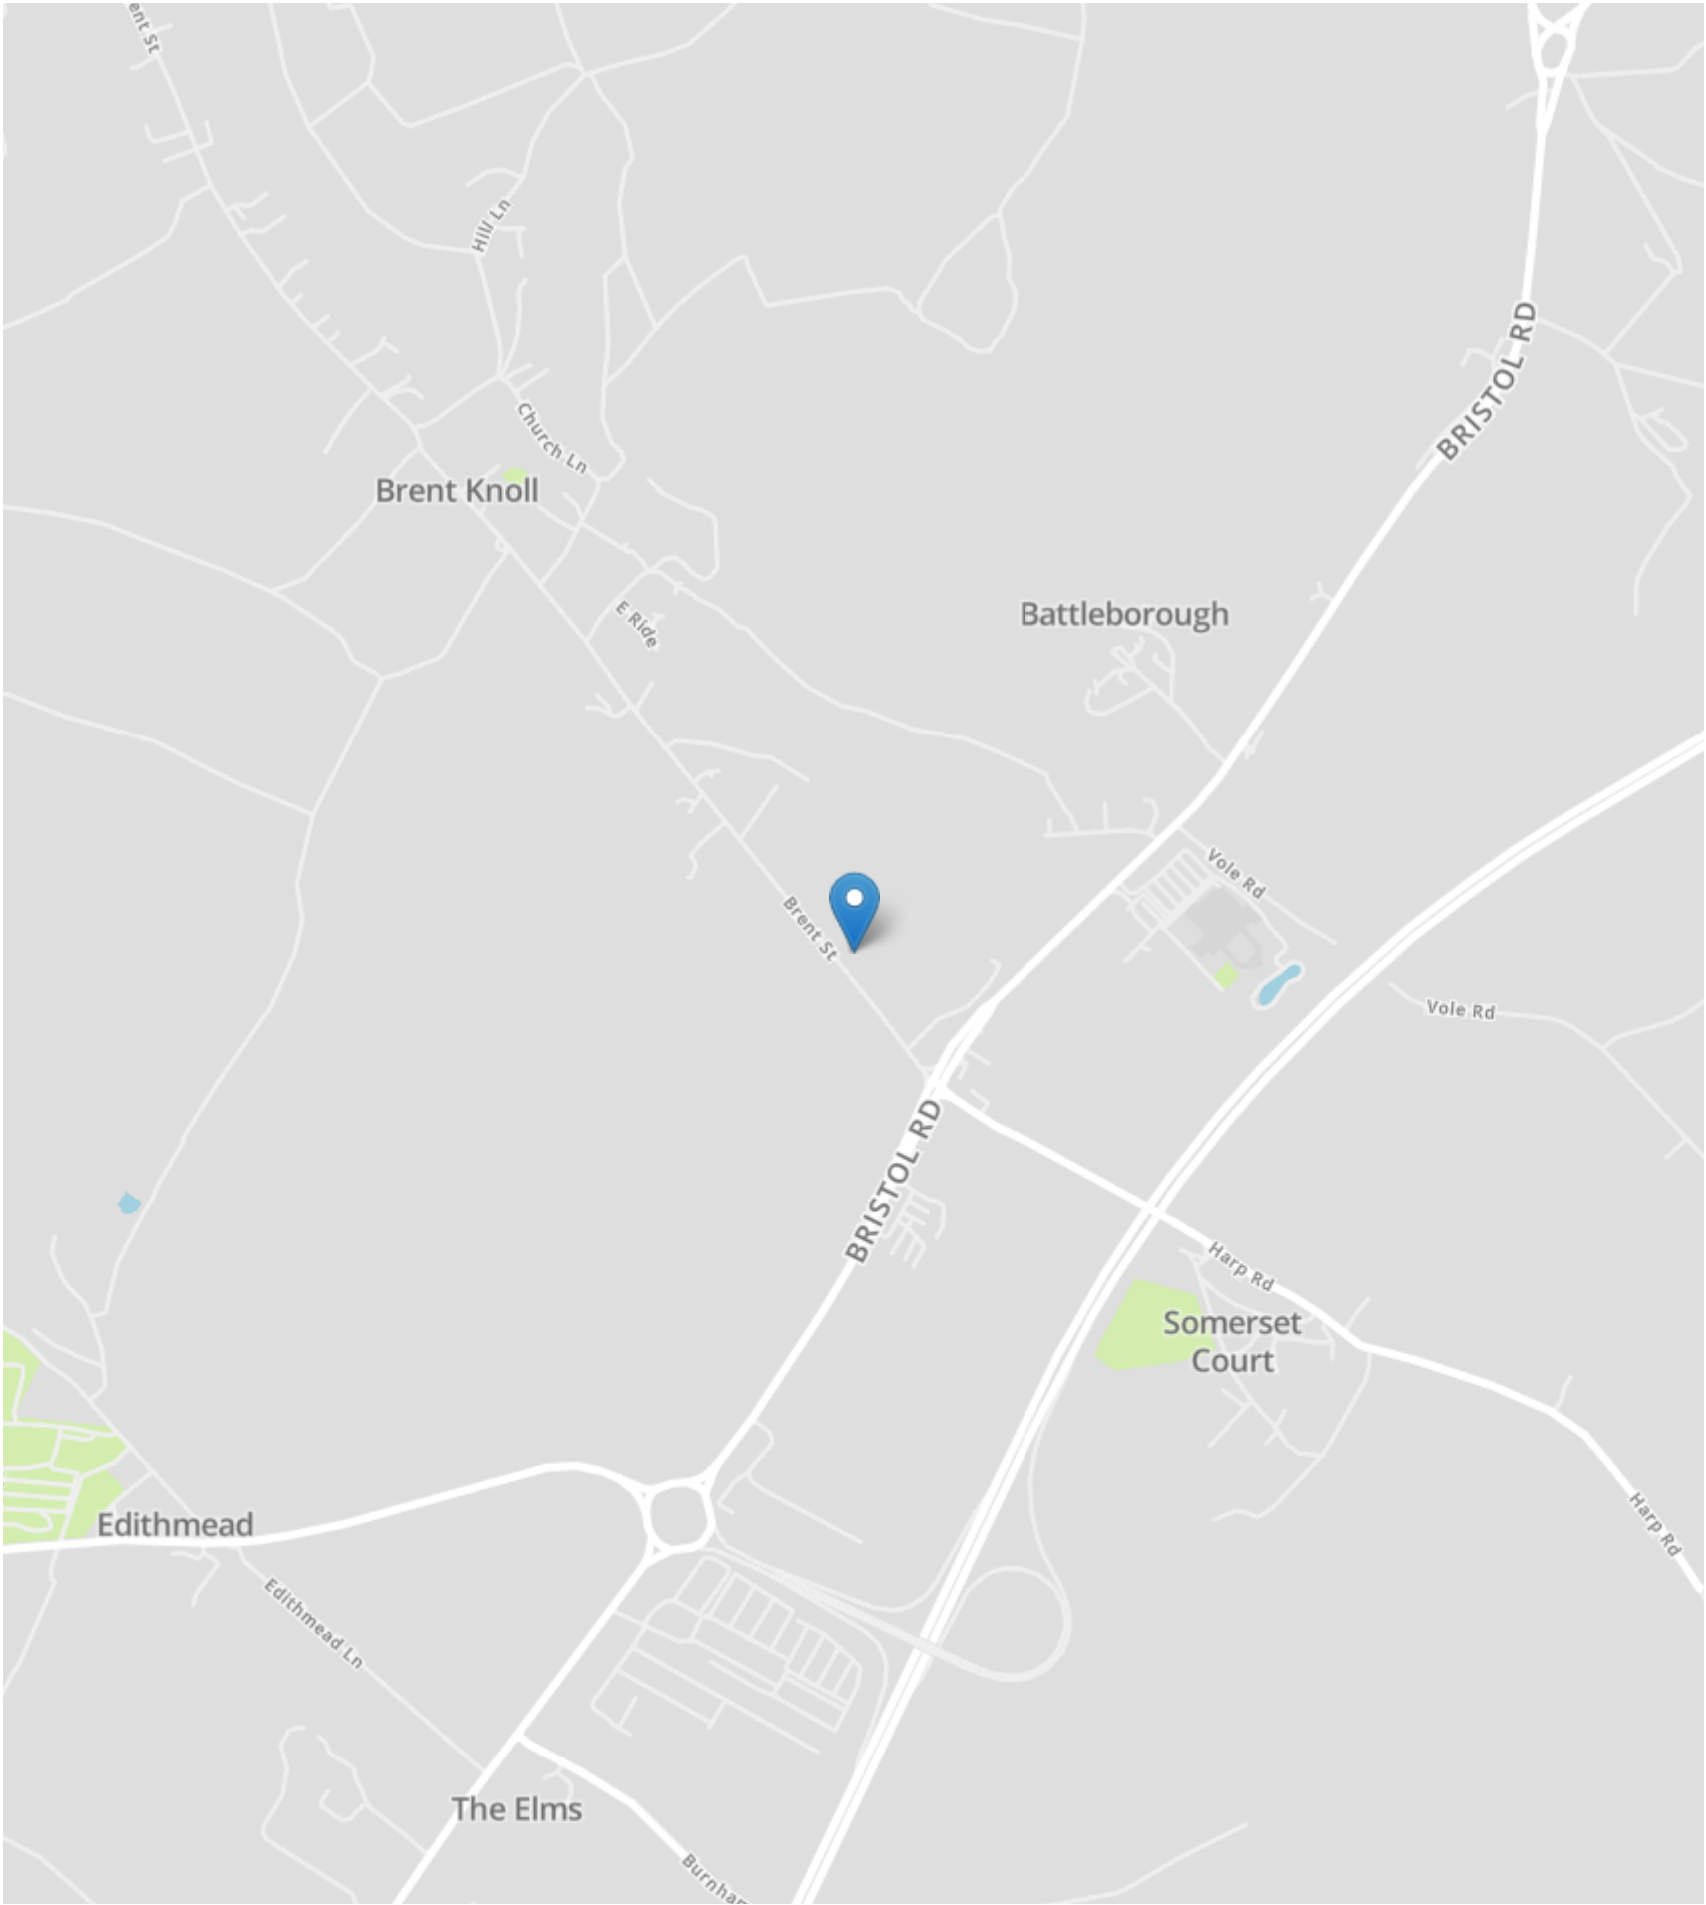 ent St
Hill Ln
BRISTOL RD
Church Ln
Brent Knoll
E Ride
Battleborough
Vole Rd
Brent St
Vole Rd
BRISTOL RD
Harp Rd
Somerset
Court
Harp Rd
Edithmead
Edithmead Ln
The Elms
Burnham